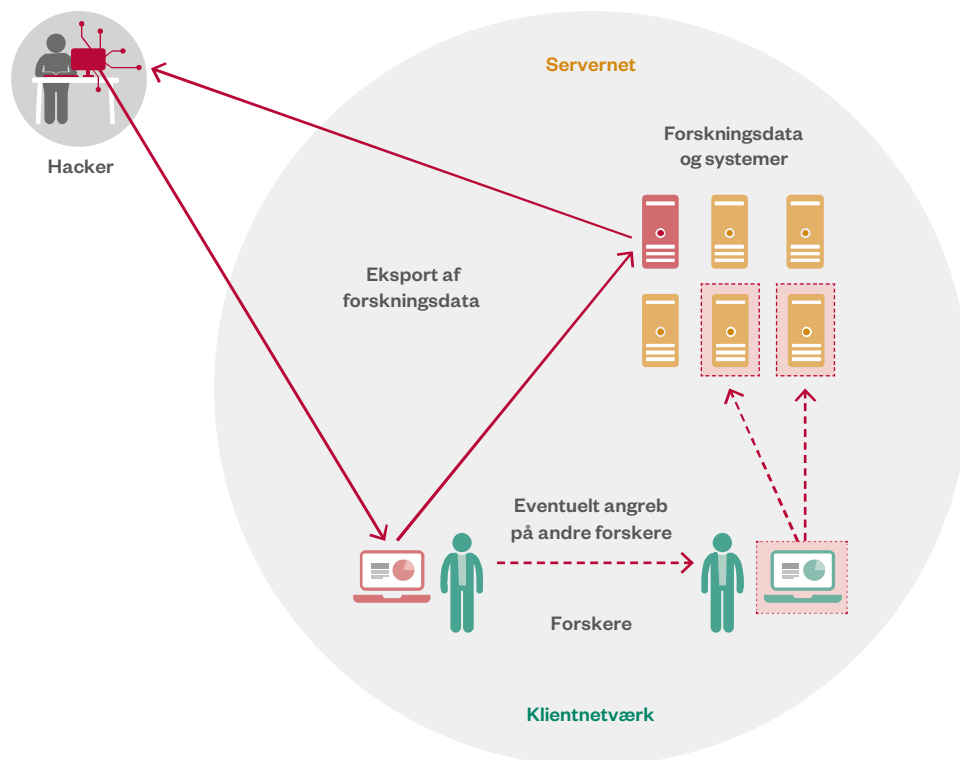 Servernet
Forskningsdata
og systemer
Hacker
Eksport af
forskningsdata
Eventuelt angreb
på andre forskere
Forskere
Klientnetværk